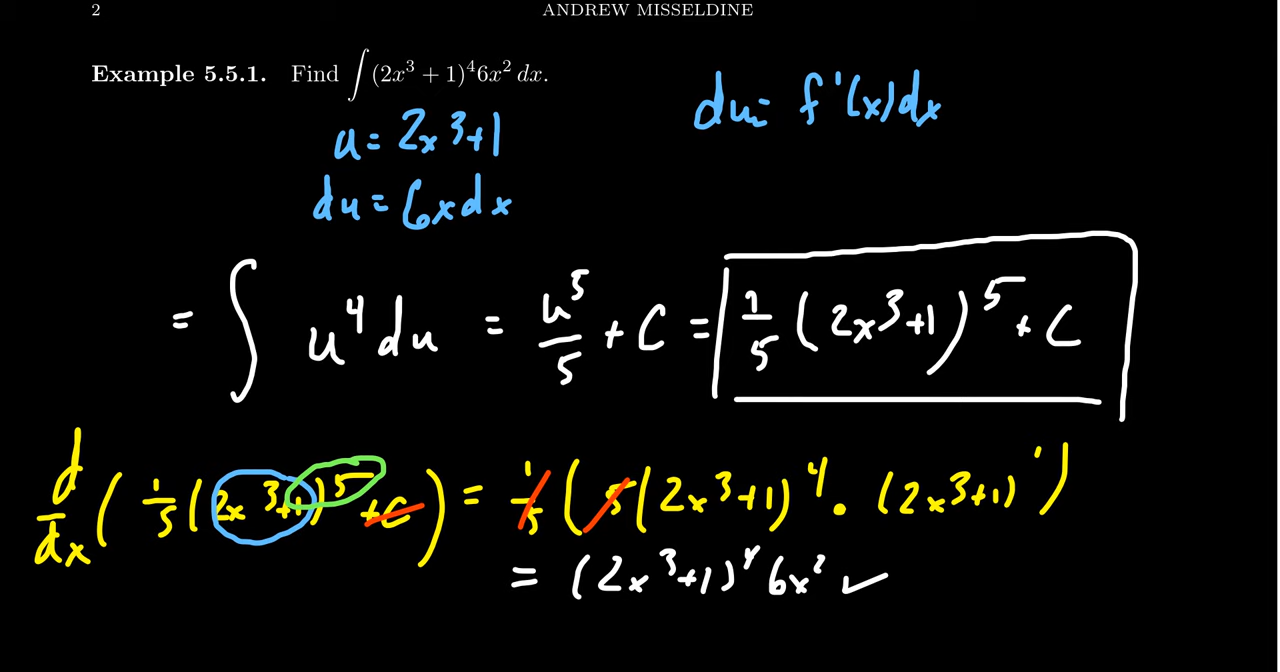 2 ANDREW MISSELDINE
Example 5.5.1. Find ∫(2x³ + 1)⁴6x² dx.
du = f'(x)dx
u = 2x³+1
du = 6x dx
= ∫ u⁴ du = u⁵/5 + C = 1/5 (2x³+1)⁵ + C
d/dx ( 1/5 (2x³+1)⁵ + C ) = 1/5 ( 5(2x³+1)⁴ · (2x³+1)' )
= (2x³+1)⁴ 6x² ✓